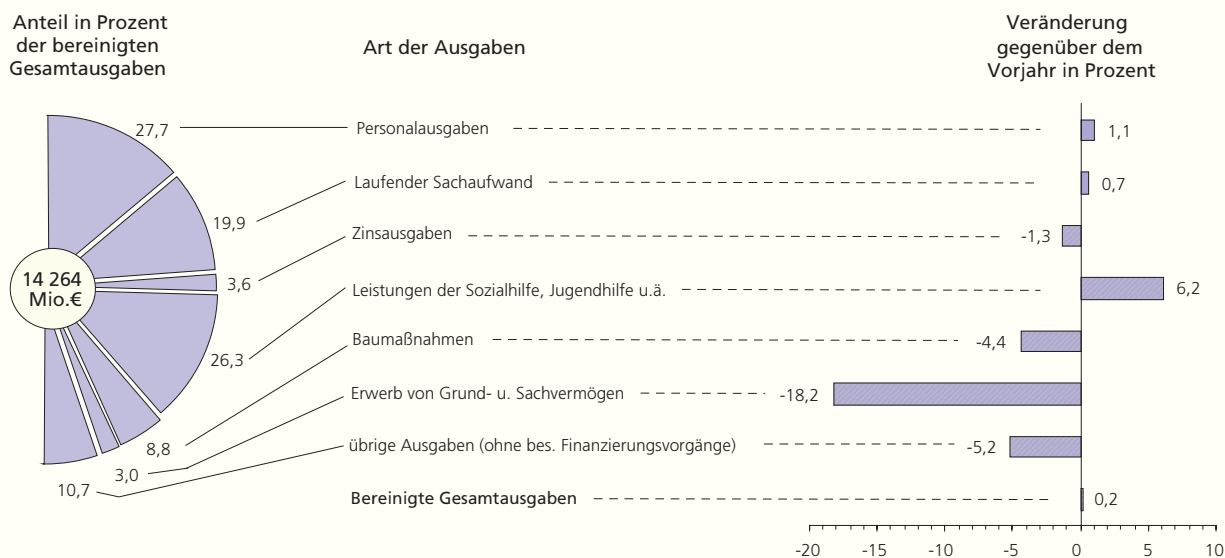 Anteil in Prozent
der bereinigten
Gesamtausgaben
Art der Ausgaben
Veränderung
gegenüber dem
Vorjahr in Prozent
27,7
Personalausgaben
1,1
19,9
Laufender Sachaufwand
0,7
3,6
Zinsausgaben
-1,3
14 264
Mio.€
26,3
Leistungen der Sozialhilfe, Jugendhilfe u.ä.
6,2
8,8
Baumaßnahmen
-4,4
3,0
Erwerb von Grund- u. Sachvermögen
-18,2
10,7
übrige Ausgaben (ohne bes. Finanzierungsvorgänge)
-5,2
Bereinigte Gesamtausgaben
0,2
-20 -15 -10 -5 0 5 10